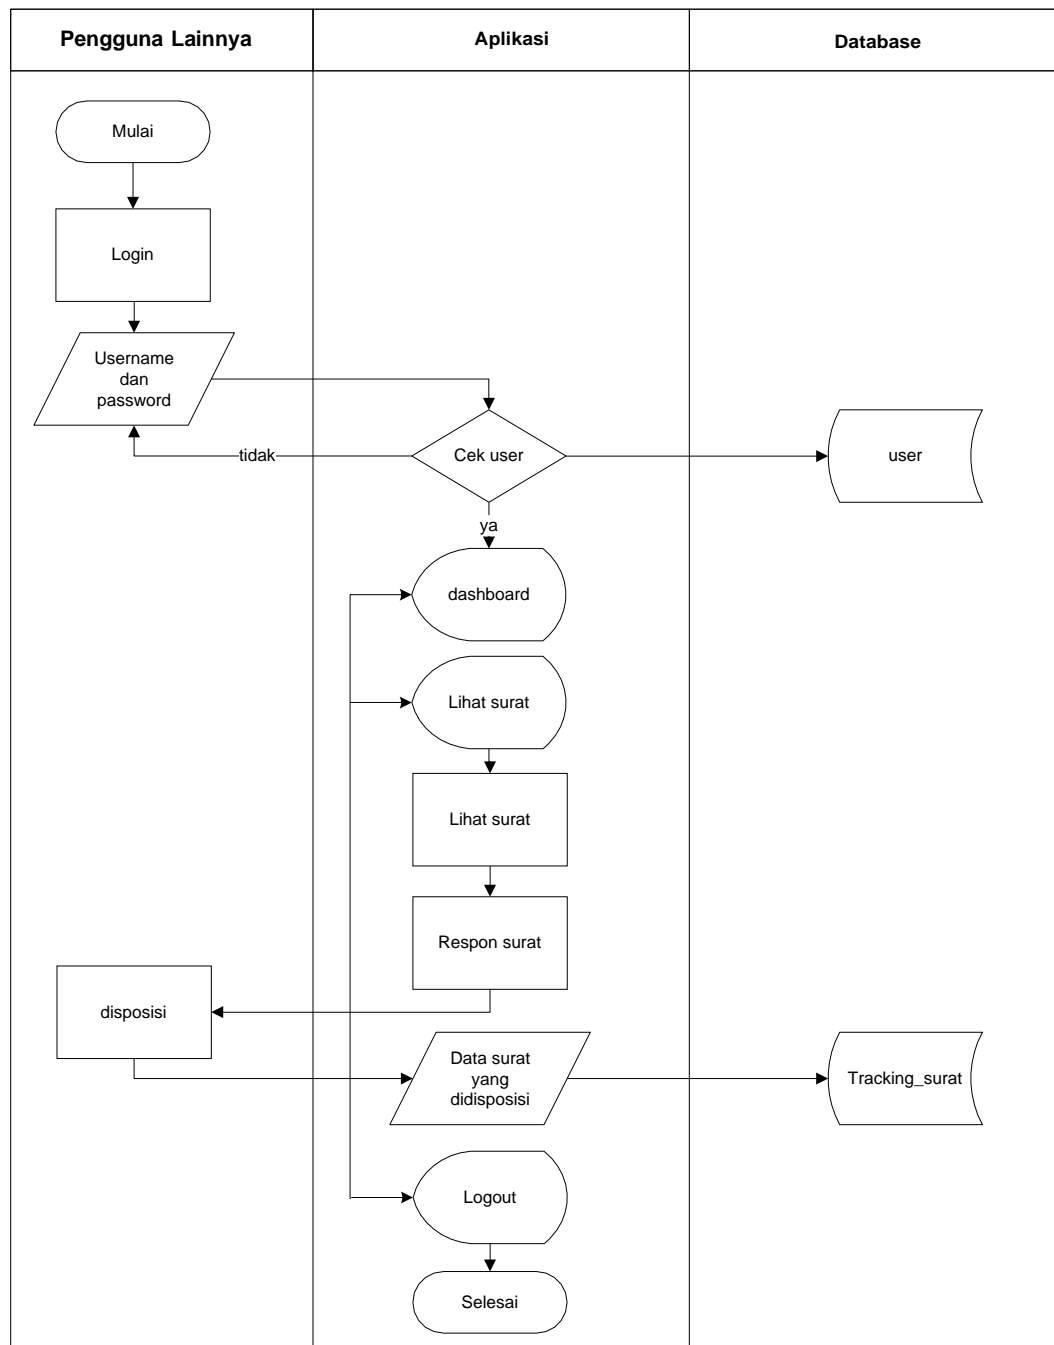 Pengguna Lainnya
Aplikasi
Database
Mulai
Login
Username
dan
password
tidak
Cek user
user
ya
dashboard
Lihat surat
Lihat surat
Respon surat
disposisi
Data surat
yang
didisposisi
Tracking_surat
Logout
Selesai